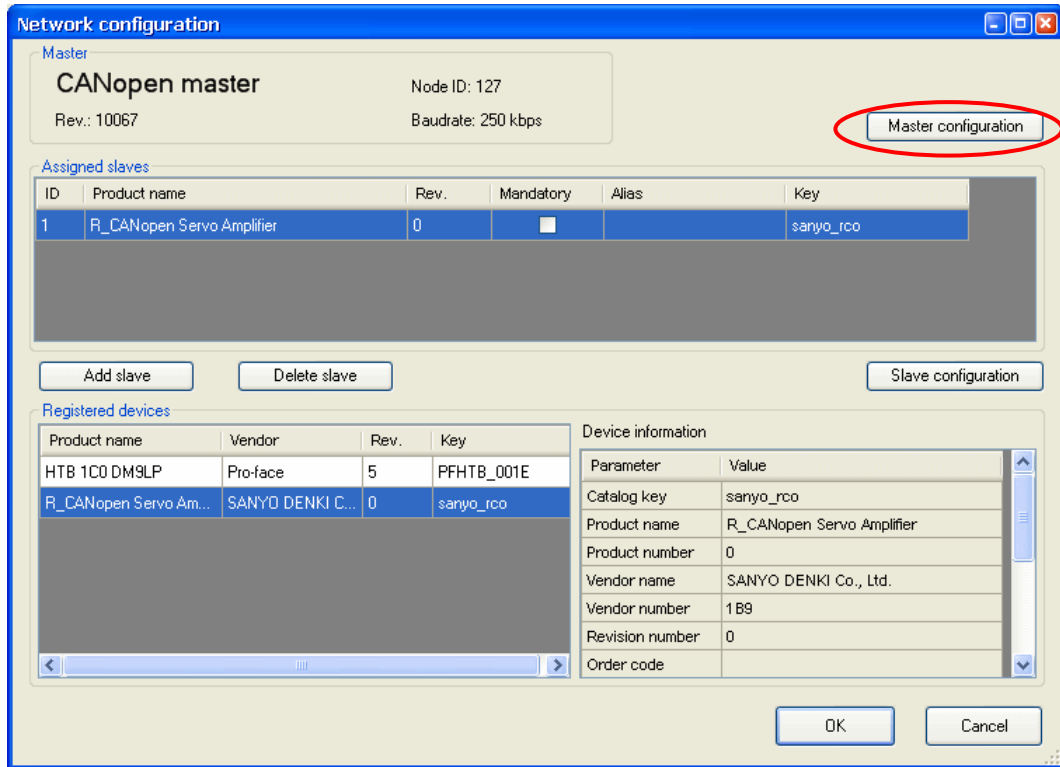 Network configuration
Master
CANopen master
Node ID: 127
Rev.: 10067
Baudrate: 250 kbps
Master configuration
Assigned slaves
ID Product name Rev. Mandatory Alias Key
1 R_CANopen Servo Amplifier 0 sanyo_rco
Add slave Delete slave Slave configuration
Registered devices
Product name Vendor Rev. Key
HTB 1C0 DM9LP Pro-face 5 PFHTB_001E
R_CANopen Servo Am... SANYO DENKI C... 0 sanyo_rco
Device information
Parameter Value
Catalog key sanyo_rco
Product name R_CANopen Servo Amplifier
Product number 0
Vendor name SANYO DENKI Co., Ltd.
Vendor number 1B9
Revision number 0
Order code
OK Cancel